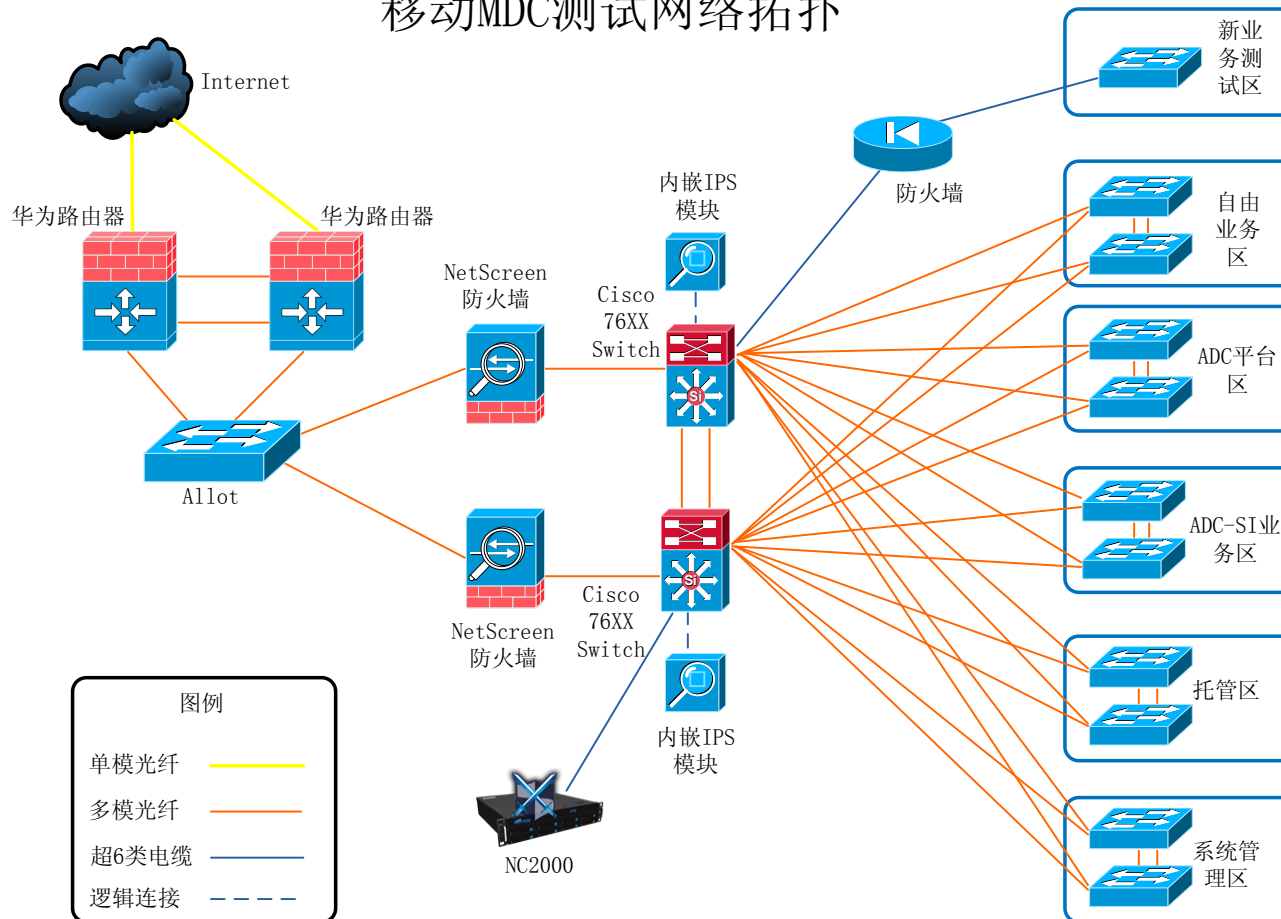 移动MDC测试网络拓扑
Internet
华为路由器
华为路由器
Allot
NetScreen
防火墙
NetScreen
防火墙
内嵌IPS
模块
Cisco
76XX
Switch
Si
Si
Cisco
76XX
Switch
内嵌IPS
模块
NC2000
防火墙
新业
务测
试区
自由
业务
区
ADC平台
区
ADC-SI业
务区
托管区
系统管
理区
图例
单模光纤
多模光纤
超6类电缆
逻辑连接